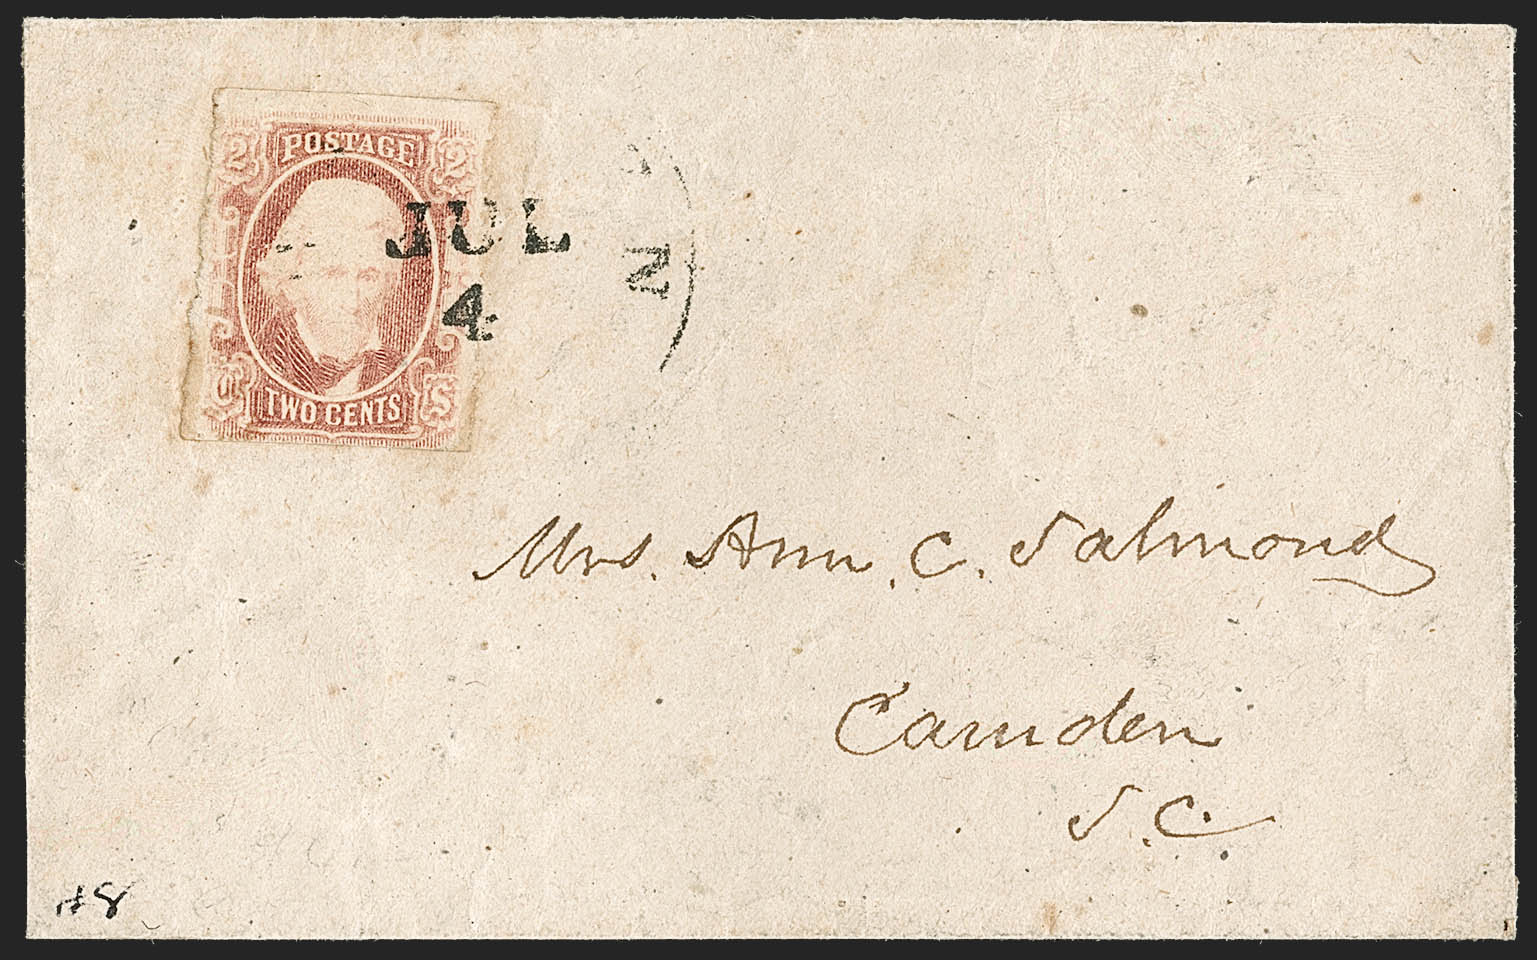 2 POSTAGE 2
JUL
4
N
TWO CENTS
Mrs. Ann. C. Salmond
Camden
S.C.
#8